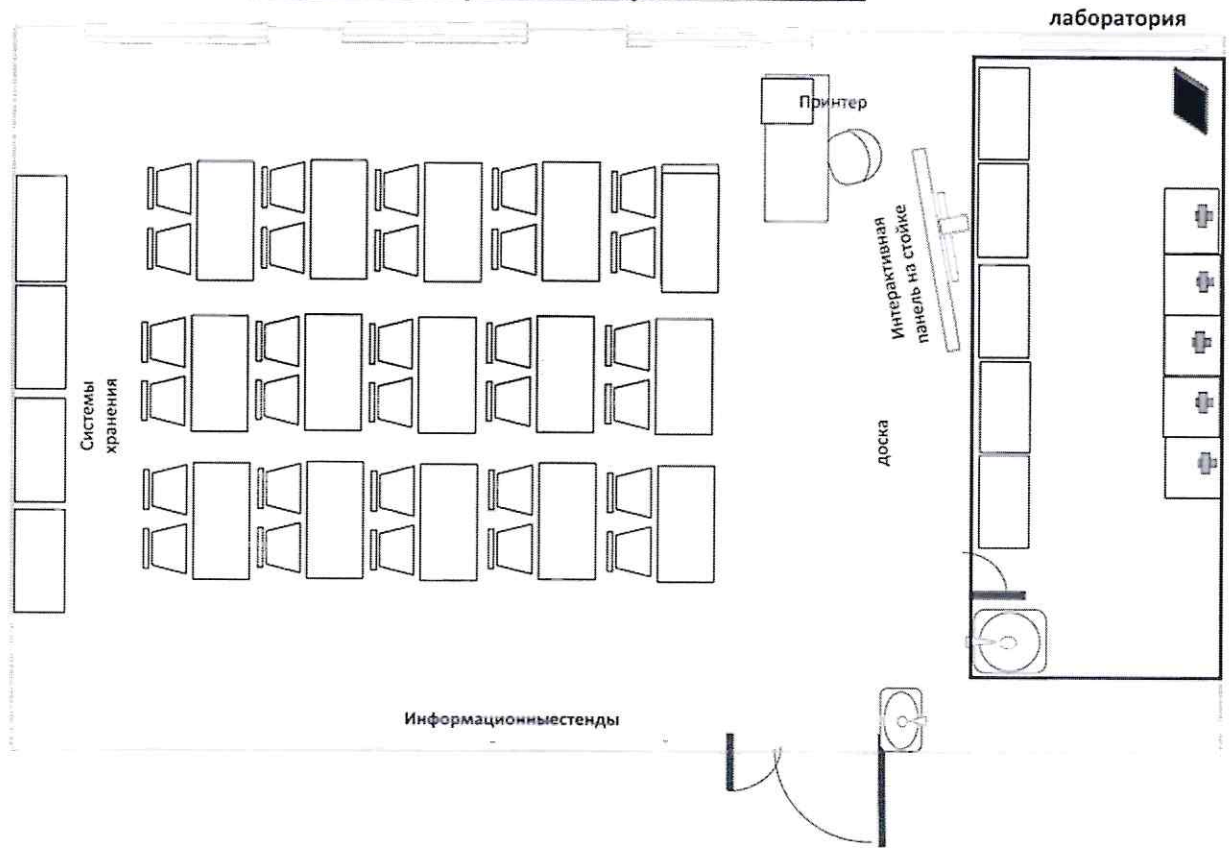 лаборатория
Принтер
Интерактивная
панель на стойке
Системы
хранения
доска
Информационныестенды